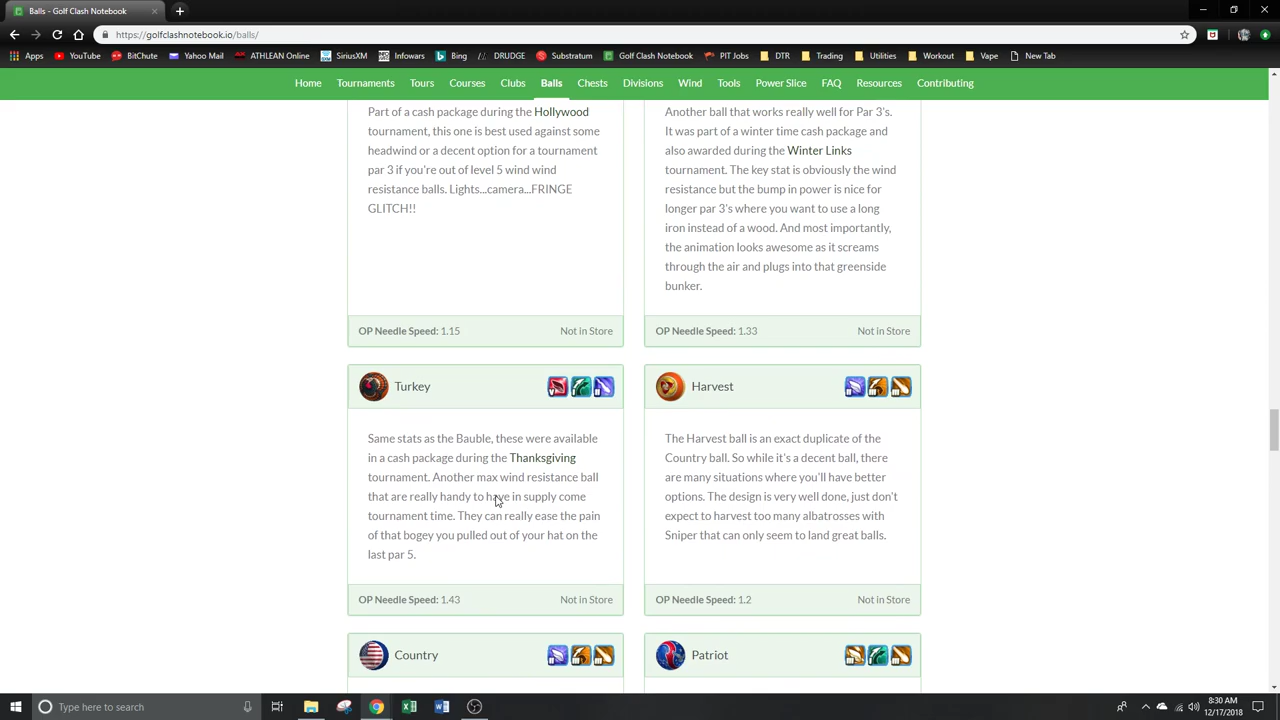 Balls - Golf Clash Notebook
https://golfclashnotebook.io/balls/
Apps YouTube BitChute Yahoo Mail ATHLEAN Online SiriusXM Infowars Bing DRUDGE Substratum Golf Clash Notebook PIT Jobs DTR Trading Utilities Workout Vape New Tab
Home Tournaments Tours Courses Clubs Balls Chests Divisions Wind Tools Power Slice FAQ Resources Contributing
Part of a cash package during the Hollywood
tournament, this one is best used against some
headwind or a decent option for a tournament
par 3 if you're out of level 5 wind wind
resistance balls. Lights...camera...FRINGE
GLITCH!!
OP Needle Speed: 1.15 Not in Store
Another ball that works really well for Par 3's.
It was part of a winter time cash package and
also awarded during the Winter Links
tournament. The key stat is obviously the wind
resistance but the bump in power is nice for
longer par 3's where you want to use a long
iron instead of a wood. And most importantly,
the animation looks awesome as it screams
through the air and plugs into that greenside
bunker.
OP Needle Speed: 1.33 Not in Store
Turkey
Same stats as the Bauble, these were available
in a cash package during the Thanksgiving
tournament. Another max wind resistance ball
that are really handy to have in supply come
tournament time. They can really ease the pain
of that bogey you pulled out of your hat on the
last par 5.
OP Needle Speed: 1.43 Not in Store
Harvest
The Harvest ball is an exact duplicate of the
Country ball. So while it's a decent ball, there
are many situations where you'll have better
options. The design is very well done, just don't
expect to harvest too many albatrosses with
Sniper that can only seem to land great balls.
OP Needle Speed: 1.2 Not in Store
Country
Patriot
Type here to search
8:30 AM
12/17/2018